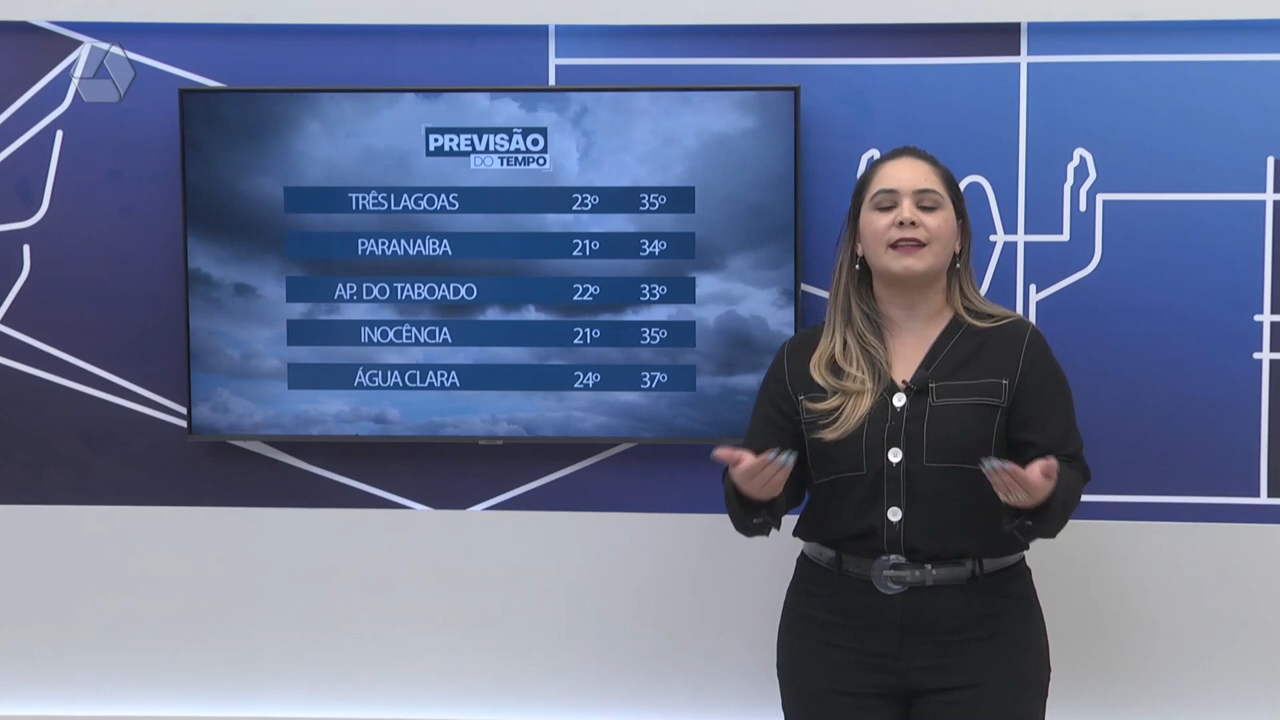 PREVISÃO
DO TEMPO
TRÊS LAGOAS 23º 35º
PARANAÍBA 21º 34º
AP. DO TABOADO 22º 33º
INOCÊNCIA 21º 35º
ÁGUA CLARA 24º 37º